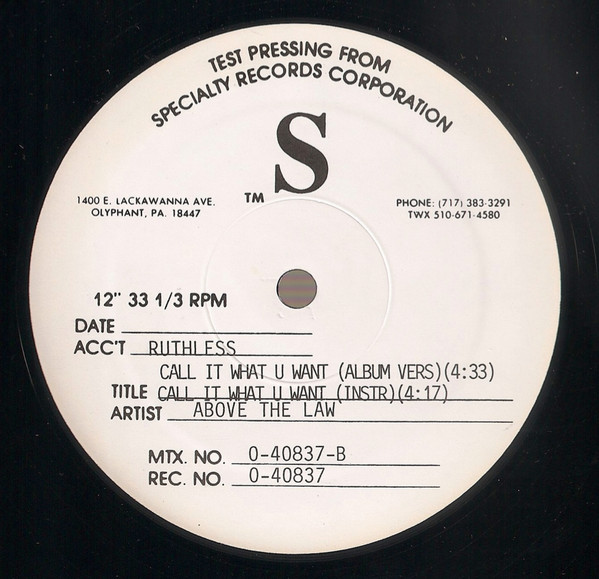 TEST PRESSING FROM
SPECIALTY RECORDS CORPORATION
S
TM
1400 E. LACKAWANNA AVE.
OLYPHANT, PA. 18447
PHONE: (717) 383-3291
TWX 510-671-4580
12" 33 1/3 RPM
DATE
ACC'T RUTHLESS
CALL IT WHAT U WANT (ALBUM VERS)(4:33)
TITLE CALL IT WHAT U WANT (INSTR)(4:17)
ARTIST ABOVE THE LAW
MTX. NO. 0-40837-B
REC. NO. 0-40837